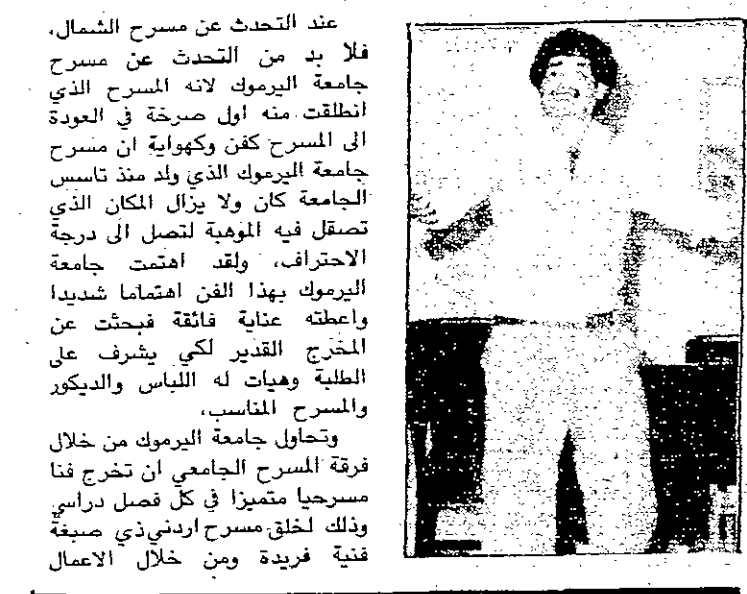 عند التحدث عن مسرح الشمال،
فلا بد من التحدث عن مسرح
جامعة اليرموك لانه المسرح الذي
انطلقت منه اول صرخة في العودة
الى المسرح كفن وكهواية ان مسرح
جامعة اليرموك الذي ولد منذ تاسس
الجامعة كان ولا يزال المكان الذي
تصقل فيه الموهبة لتصل الى درجة
الاحتراف، ولقد اهتمت جامعة
اليرموك بهذا الفن اهتماما شديدا
واعطته عناية فائقة فبحثت عن
المخرج القدير لكي يشرف على
الطلبة وهيات له اللباس والديكور
والمسرح المناسب،
وتحاول جامعة اليرموك من خلال
فرقة المسرح الجامعي ان تخرج فنا
مسرحيا متميزا في كل فصل دراسي
وذلك لخلق مسرح اردني ذي صبغة
فنية فريدة ومن خلال الاعمال